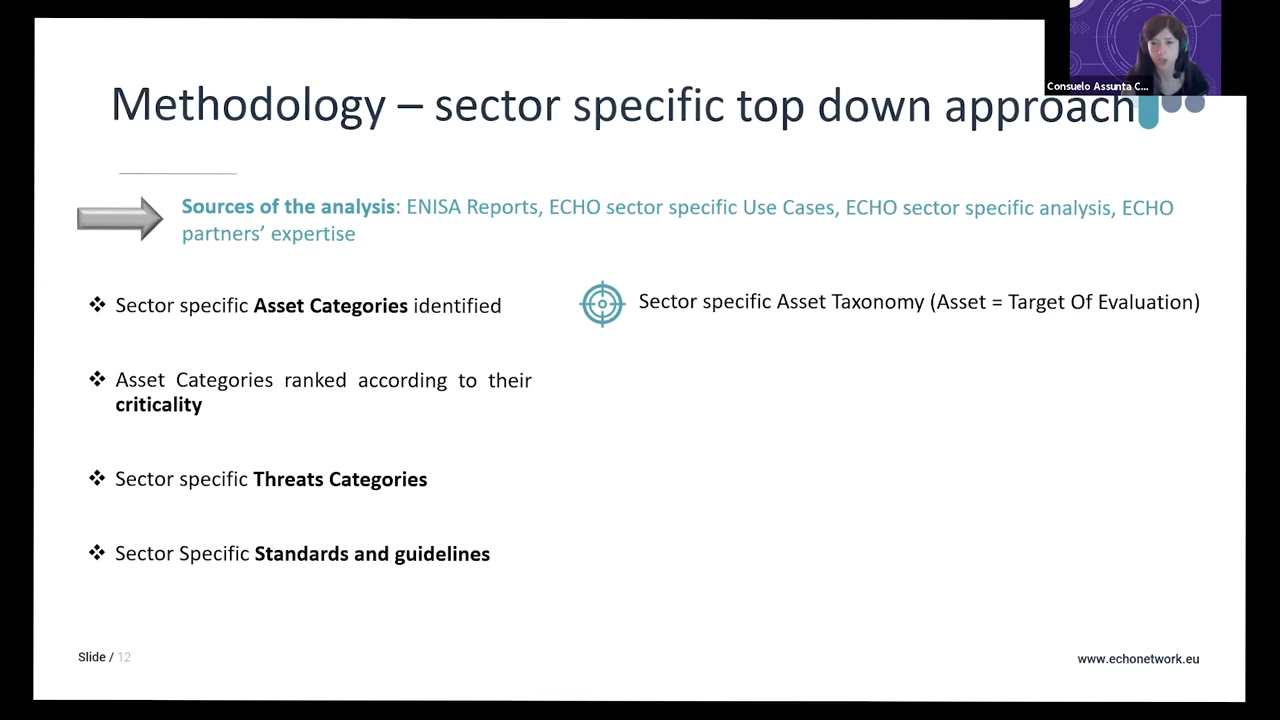 Consuelo Assunta C...
Methodology – sector specific top down approach
Sources of the analysis: ENISA Reports, ECHO sector specific Use Cases, ECHO sector specific analysis, ECHO
partners’ expertise
❖ Sector specific Asset Categories identified
Sector specific Asset Taxonomy (Asset = Target Of Evaluation)
❖ Asset Categories ranked according to their
criticality
❖ Sector specific Threats Categories
❖ Sector Specific Standards and guidelines
Slide / 12
www.echonetwork.eu